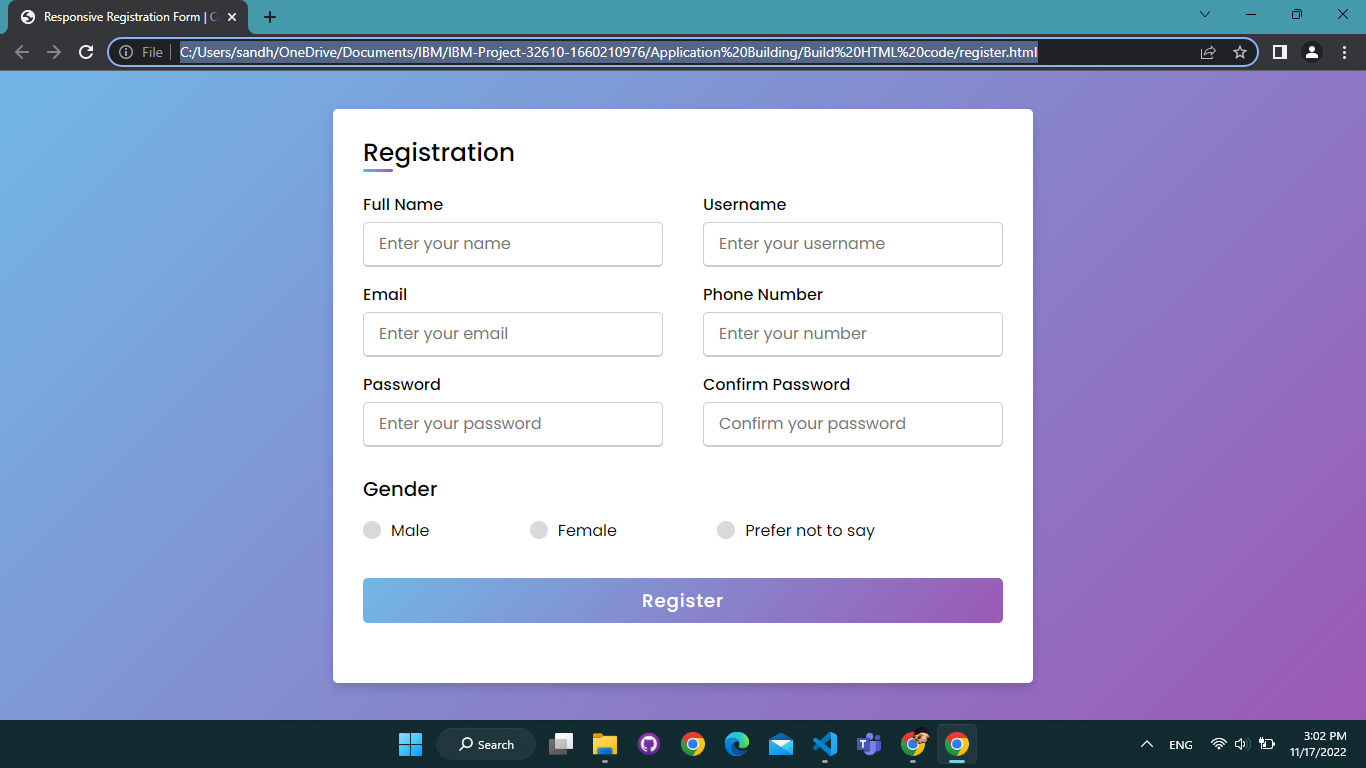 Responsive Registration Form | C
File
C:/Users/sandh/OneDrive/Documents/IBM/IBM-Project-32610-1660210976/Application%20Building/Build%20HTML%20code/register.html
Registration
Full Name
Username
Enter your name
Enter your username
Email
Phone Number
Enter your email
Enter your number
Password
Confirm Password
Enter your password
Confirm your password
Gender
Male
Female
Prefer not to say
Register
Search
ENG
3:02 PM
11/17/2022